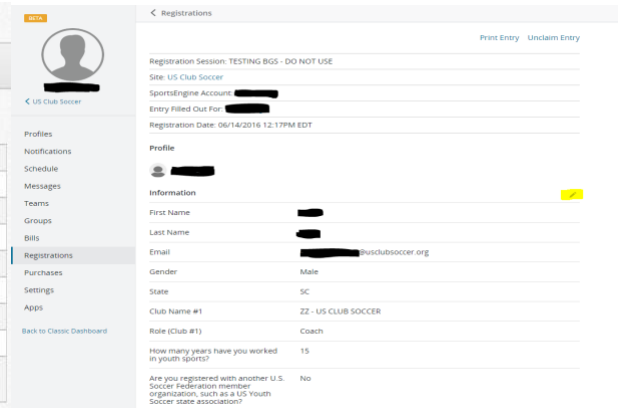 BETA
< US Club Soccer
Profiles
Notifications
Schedule
Messages
Teams
Groups
Bills
Registrations
Purchases
Settings
Apps
Back to Classic Dashboard
< Registrations
Print Entry Unclaim Entry
Registration Session: TESTING BGS - DO NOT USE
Site: US Club Soccer
SportsEngine Account:
Entry Filled Out For:
Registration Date: 06/14/2016 12:17PM EDT
Profile
Information
First Name
Last Name
Email @usclubsoccer.org
Gender Male
State SC
Club Name #1 ZZ - US CLUB SOCCER
Role (Club #1) Coach
How many years have you worked 15
in youth sports?
Are you registered with another U.S. No
Soccer Federation member
organization, such as a US Youth
Soccer state association?